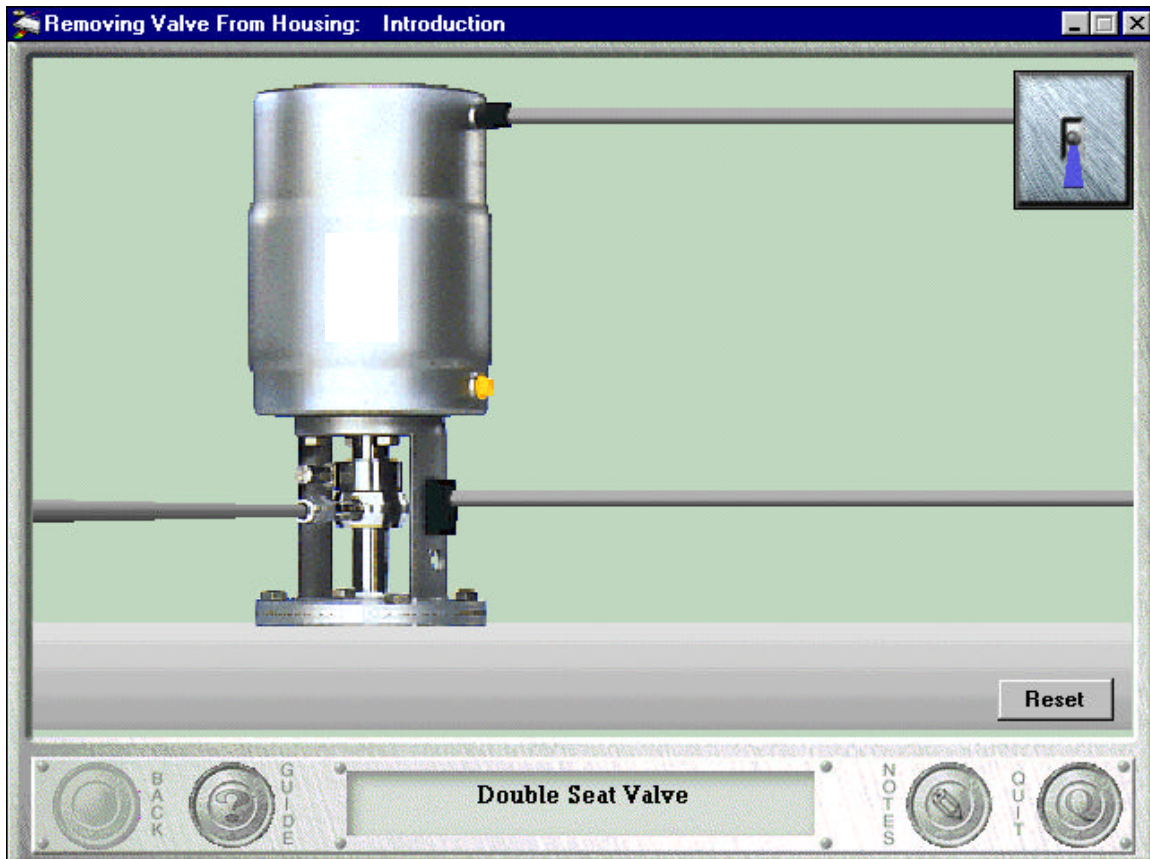 Removing Valve From Housing: Introduction
Reset
BACK
GUIDE
Double Seat Valve
NOTES
QUIT